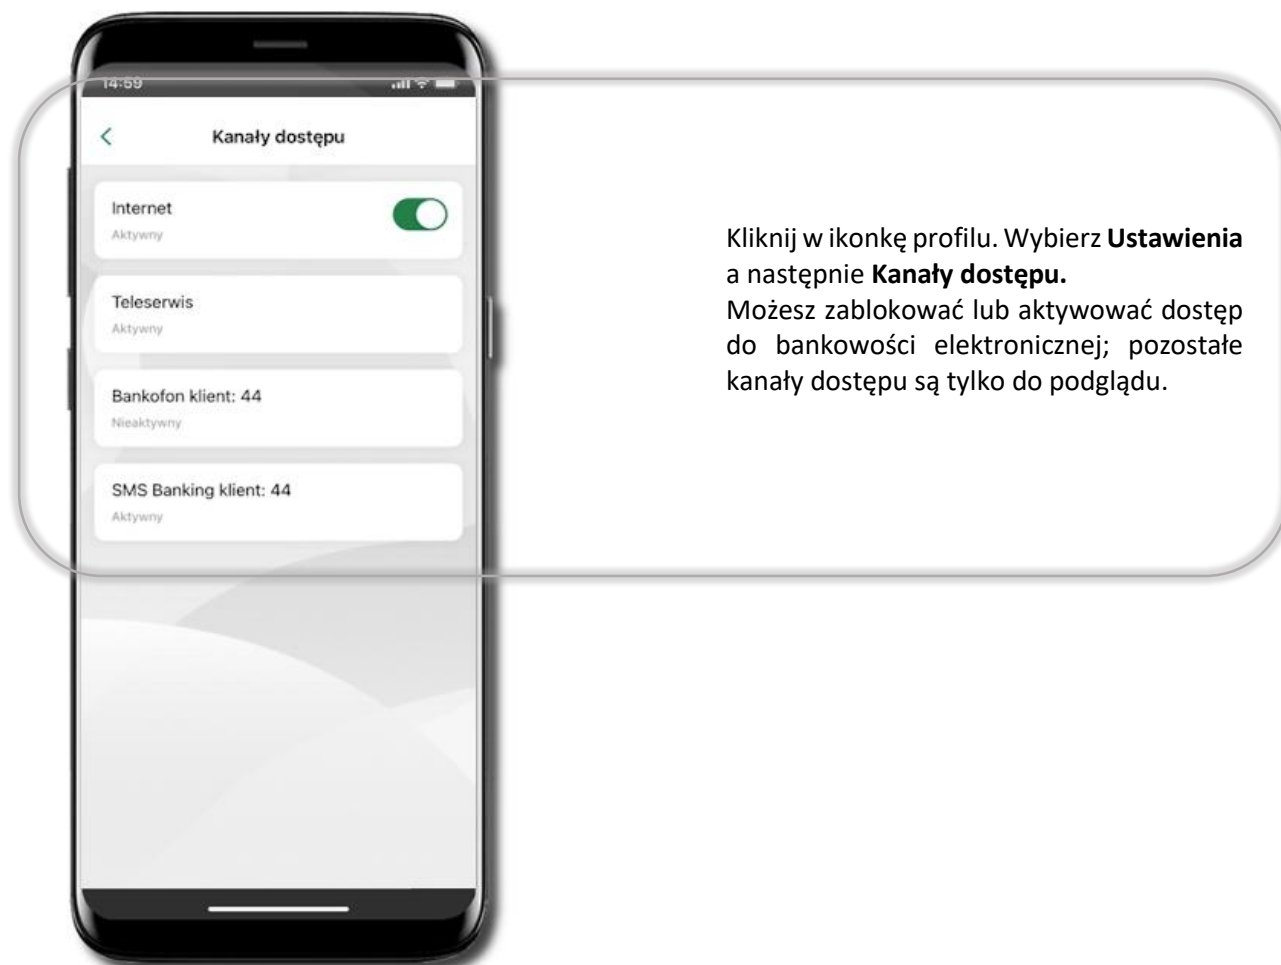 14:59
Kanały dostępu
Internet
Aktywny
Teleserwis
Aktywny
Bankofon klient: 44
Nieaktywny
SMS Banking klient: 44
Aktywny
Kliknij w ikonkę profilu. Wybierz Ustawienia
a następnie Kanały dostępu.
Możesz zablokować lub aktywować dostęp
do bankowości elektronicznej; pozostałe
kanały dostępu są tylko do podglądu.